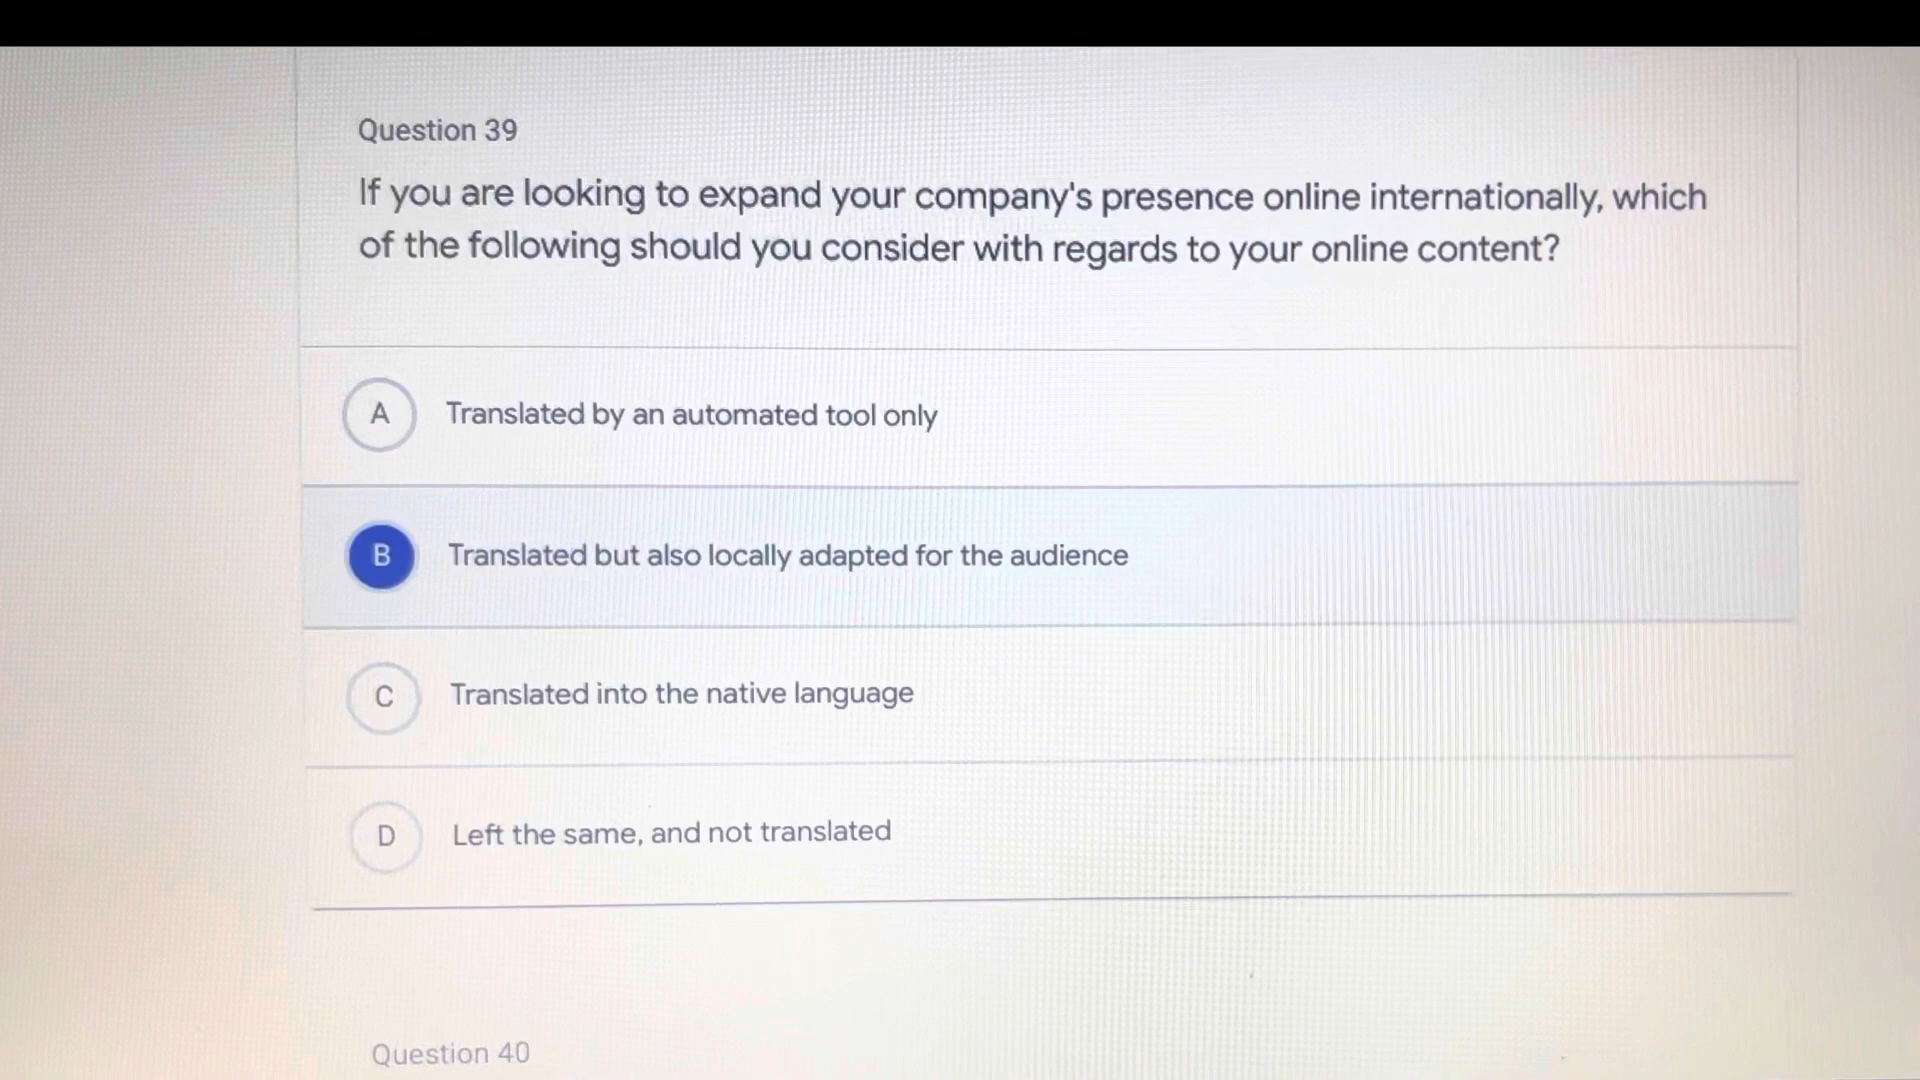 Question 39
If you are looking to expand your company's presence online internationally, which
of the following should you consider with regards to your online content?
A Translated by an automated tool only
B Translated but also locally adapted for the audience
C Translated into the native language
D Left the same, and not translated
Question 40